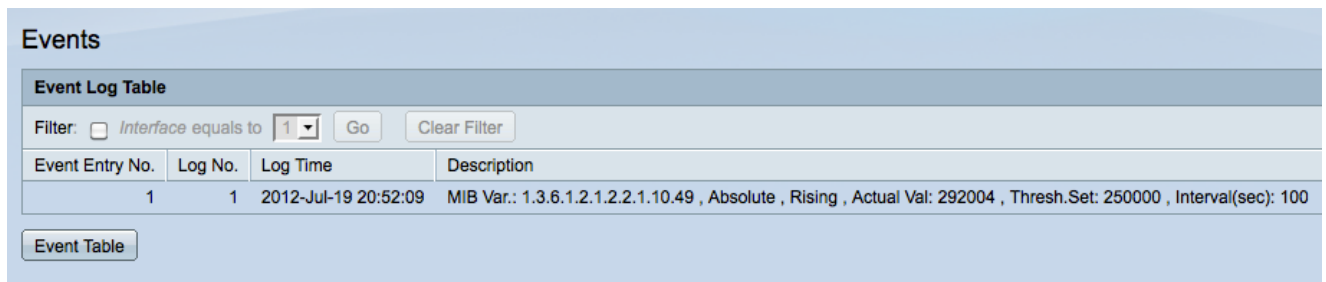 Events
Event Log Table
Filter: Interface equals to 1 Go Clear Filter
Event Entry No. Log No. Log Time Description
1 1 2012-Jul-19 20:52:09 MIB Var.: 1.3.6.1.2.1.2.2.1.10.49 , Absolute , Rising , Actual Val: 292004 , Thresh.Set: 250000 , Interval(sec): 100
Event Table